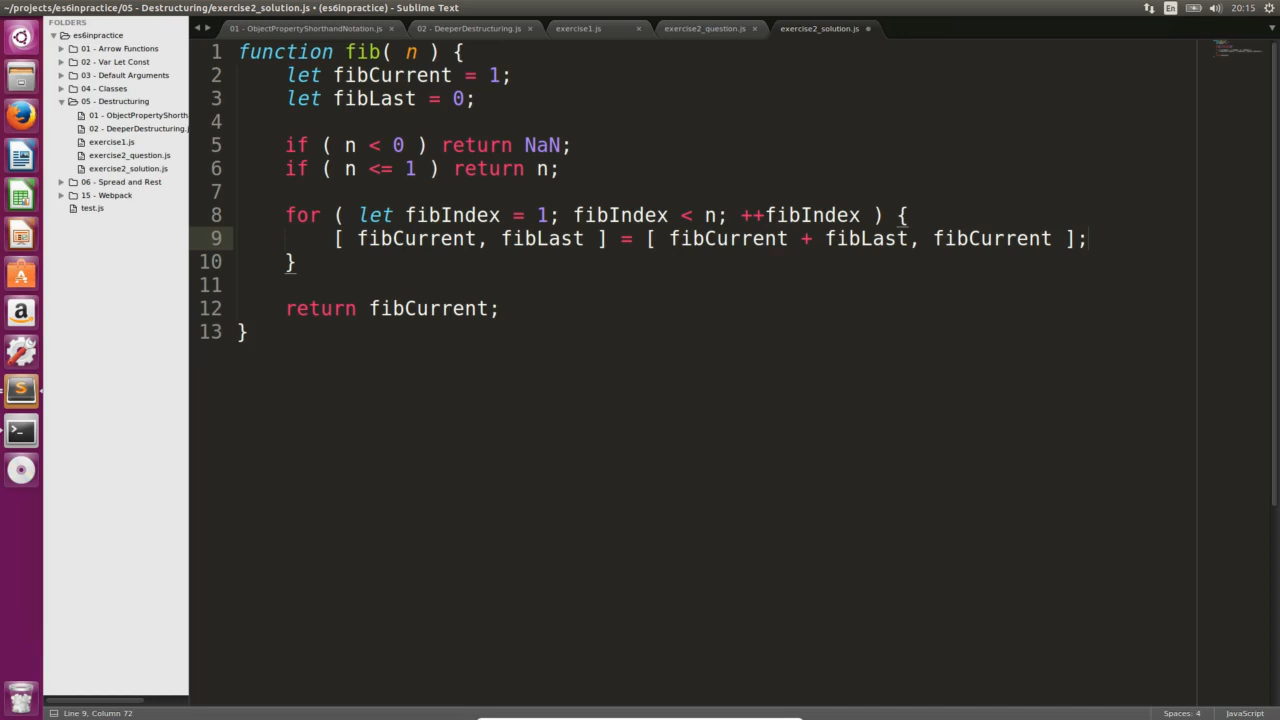 ~/projects/es6inpractice/05 - Destructuring/exercise2_solution.js • (es6inpractice) - Sublime Text
En
20:15
FOLDERS
es6inpractice
01 - Arrow Functions
02 - Var Let Const
03 - Default Arguments
04 - Classes
05 - Destructuring
01 - ObjectPropertyShorth
02 - DeeperDestructuring.j
exercise1.js
exercise2_question.js
exercise2_solution.js
06 - Spread and Rest
15 - Webpack
test.js
01 - ObjectPropertyShorthandNotation.js ×
02 - DeeperDestructuring.js ×
exercise1.js ×
exercise2_question.js ×
exercise2_solution.js •
1 function fib( n ) {
2     let fibCurrent = 1;
3     let fibLast = 0;
4
5     if ( n < 0 ) return NaN;
6     if ( n <= 1 ) return n;
7
8     for ( let fibIndex = 1; fibIndex < n; ++fibIndex ) {
9         [ fibCurrent, fibLast ] = [ fibCurrent + fibLast, fibCurrent ];
10     }
11
12     return fibCurrent;
13 }
Line 9, Column 72
Spaces: 4
JavaScript